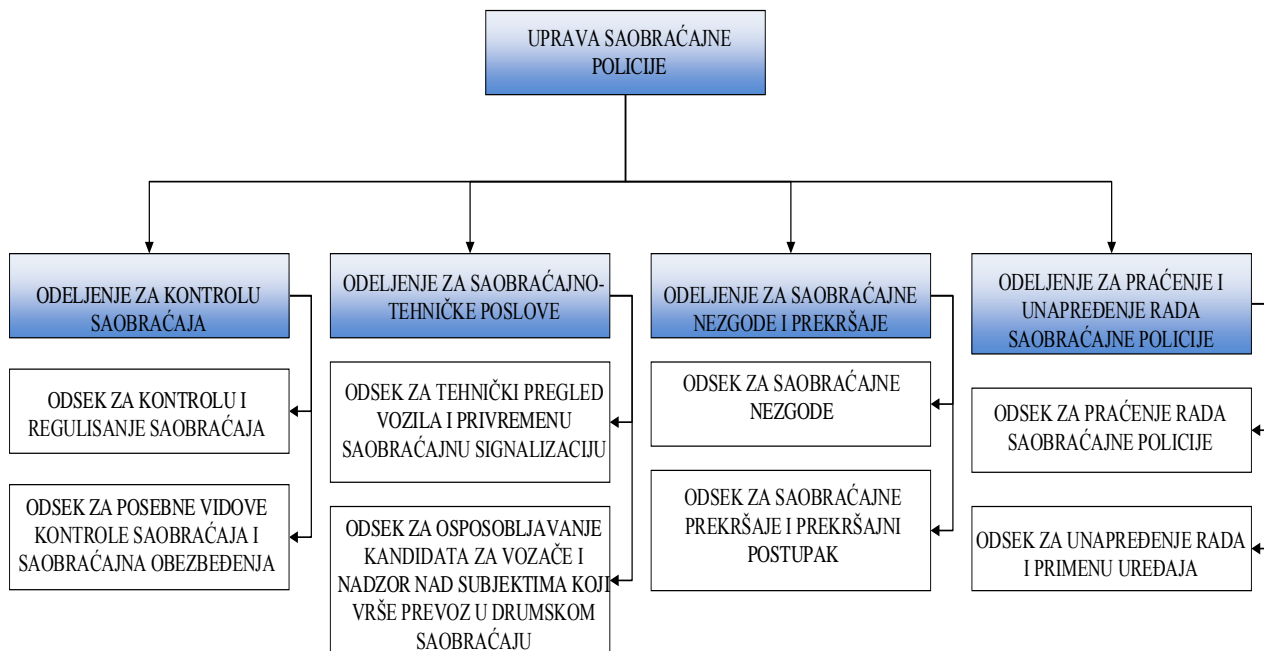 UPRAVA SAOBRAĆAJNE
POLICIJE
ODELJENJE ZA KONTROLU
SAOBRAĆAJA
ODSEK ZA KONTROLU I
REGULISANJE SAOBRAĆAJA
ODSEK ZA POSEBNE VIDOVE
KONTROLE SAOBRAĆAJA I
SAOBRAĆAJNA OBEZBEĐENJA
ODELJENJE ZA SAOBRAĆAJNO-
TEHNIČKE POSLOVE
ODSEK ZA TEHNIČKI PREGLED
VOZILA I PRIVREMENU
SAOBRAĆAJNU SIGNALIZACIJU
ODSEK ZA OSPOSOBLJAVANJE
KANDIDATA ZA VOZAČE I
NADZOR NAD SUBJEKTIMA KOJI
VRŠE PREVOZ U DRUMSKOM
SAOBRAĆAJU
ODELJENJE ZA SAOBRAĆAJNE
NEZGODE I PREKRŠAJE
ODSEK ZA SAOBRAĆAJNE
NEZGODE
ODSEK ZA SAOBRAĆAJNE
PREKRŠAJE I PREKRŠAJNI
POSTUPAK
ODELJENJE ZA PRAĆENJE I
UNAPREĐENJE RADA
SAOBRAĆAJNE POLICIJE
ODSEK ZA PRAĆENJE RADA
SAOBRAĆAJNE POLICIJE
ODSEK ZA UNAPREĐENJE RADA
I PRIMENU UREĐAJA